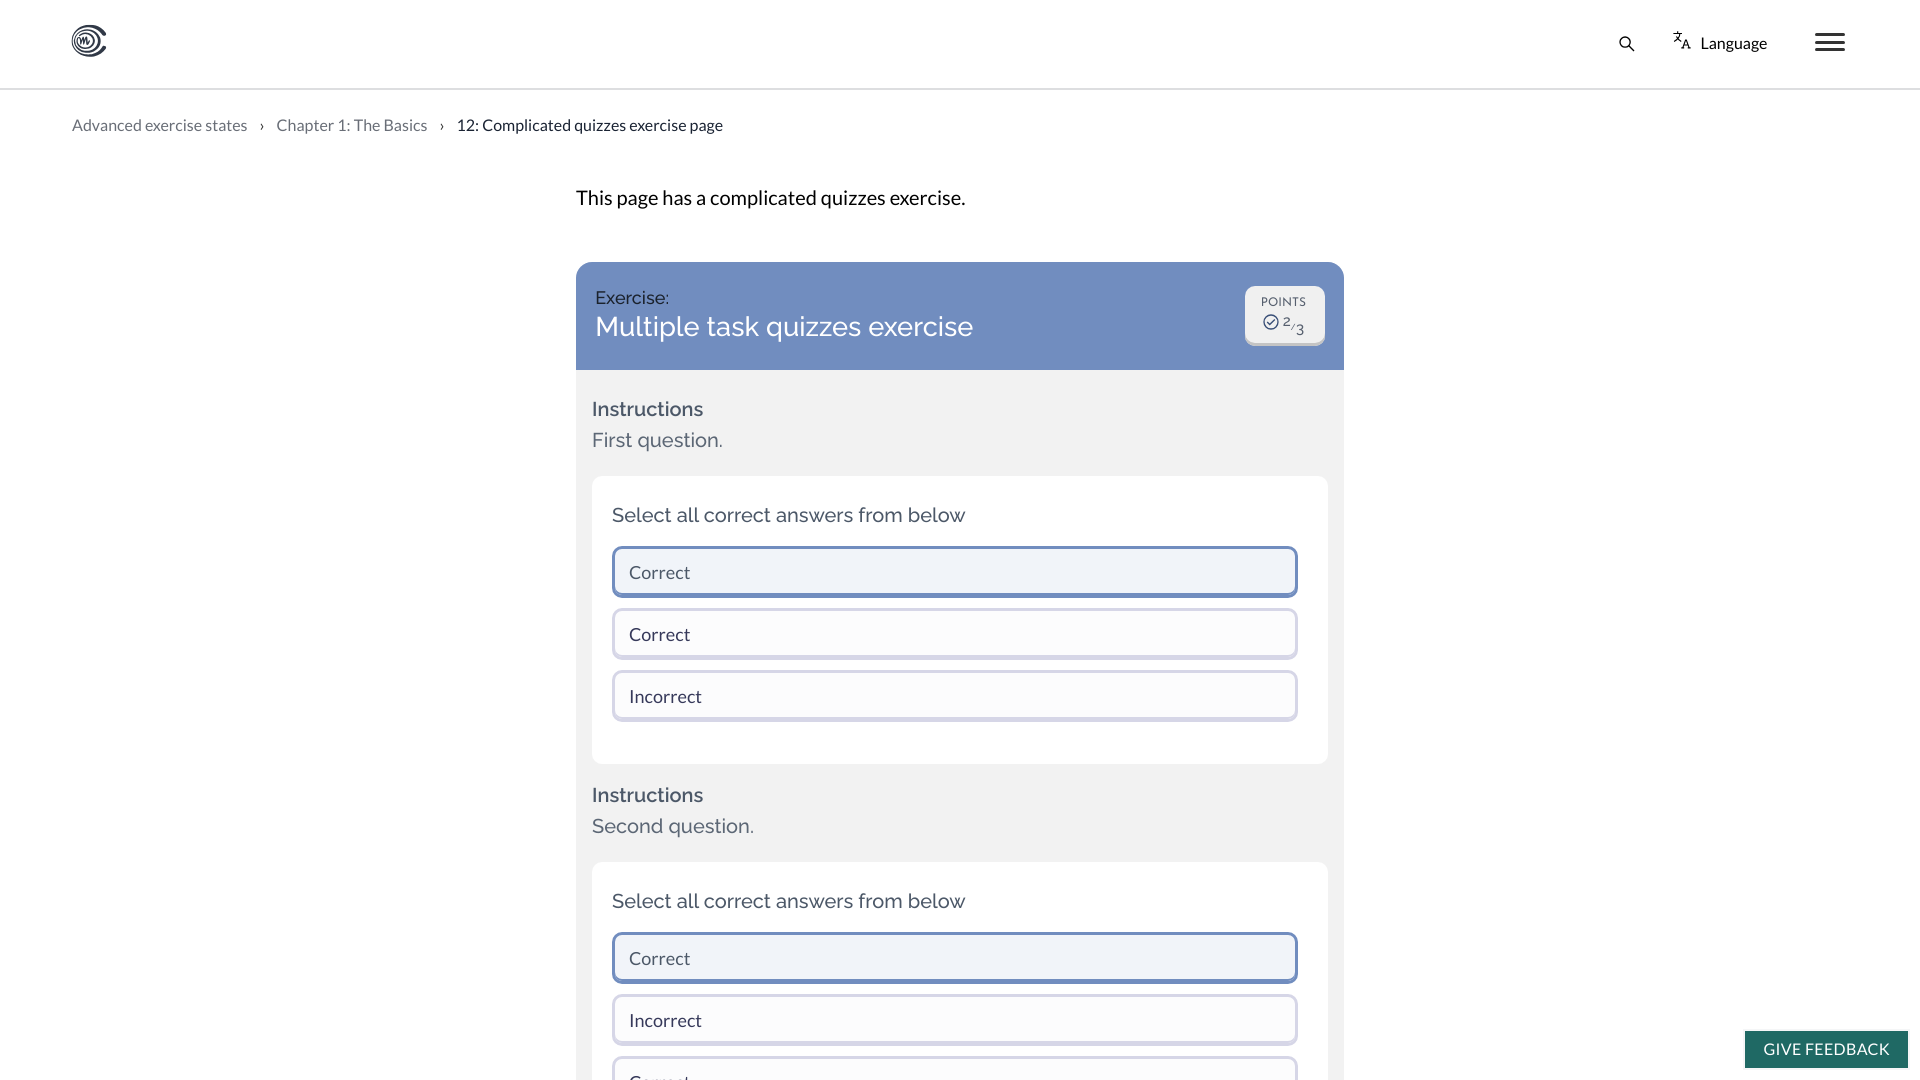 Language
Advanced exercise states › Chapter 1: The Basics › 12: Complicated quizzes exercise page
This page has a complicated quizzes exercise.
Exercise:
Multiple task quizzes exercise
POINTS
2/3
Instructions
First question.
Select all correct answers from below
Correct
Correct
Incorrect
Instructions
Second question.
Select all correct answers from below
Correct
Incorrect
GIVE FEEDBACK